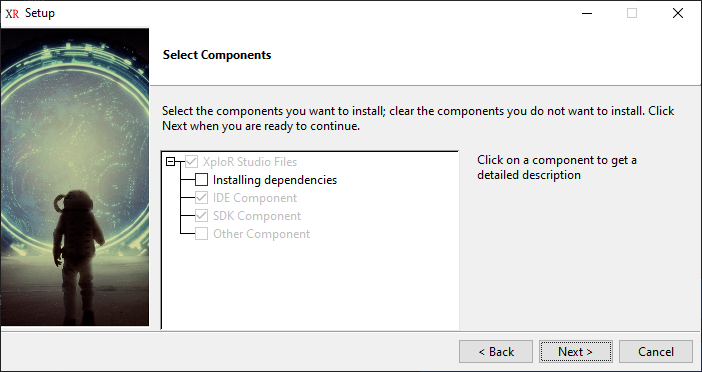 XR Setup
Select Components
Select the components you want to install; clear the components you do not want to install. Click
Next when you are ready to continue.
XploR Studio Files
Installing dependencies
IDE Component
SDK Component
Other Component
Click on a component to get a
detailed description
< Back
Next >
Cancel